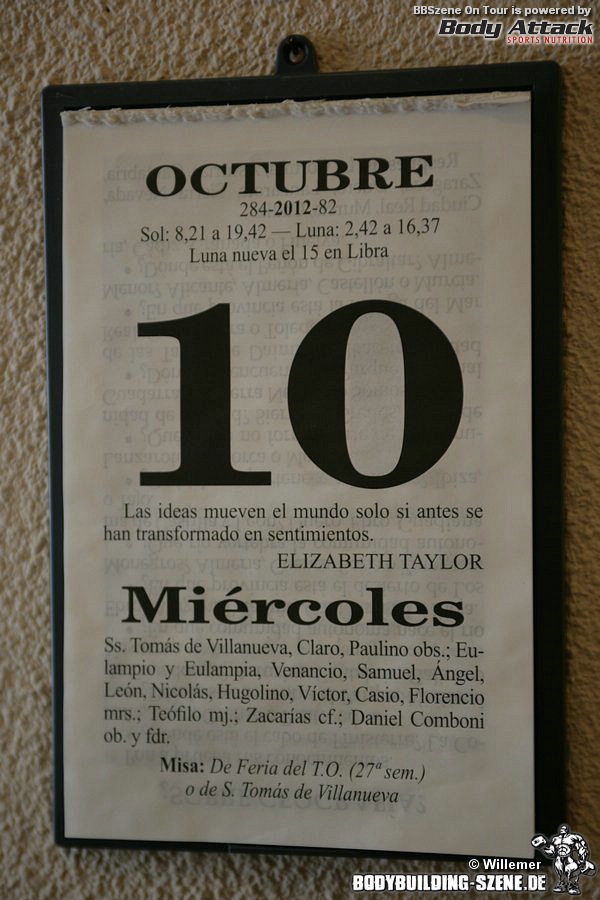 BBSzene On Tour is powered by
Body Attack
SPORTS NUTRITION
OCTUBRE
284-2012-82
Sol: 8,21 a 19,42 — Luna: 2,42 a 16,37
Luna nueva el 15 en Libra
10
Las ideas mueven el mundo solo si antes se
han transformado en sentimientos.
ELIZABETH TAYLOR
Miércoles
Ss. Tomás de Villanueva, Claro, Paulino obs.; Eu-
lampio y Eulampia, Venancio, Samuel, Ángel,
León, Nicolás, Hugolino, Víctor, Casio, Florencio
mrs.; Teófilo mj.; Zacarías cf.; Daniel Comboni
ob. y fdr.
Misa: De Feria del T.O. (27ª sem.)
o de S. Tomás de Villanueva
© Willemer
BODYBUILDING-SZENE.DE